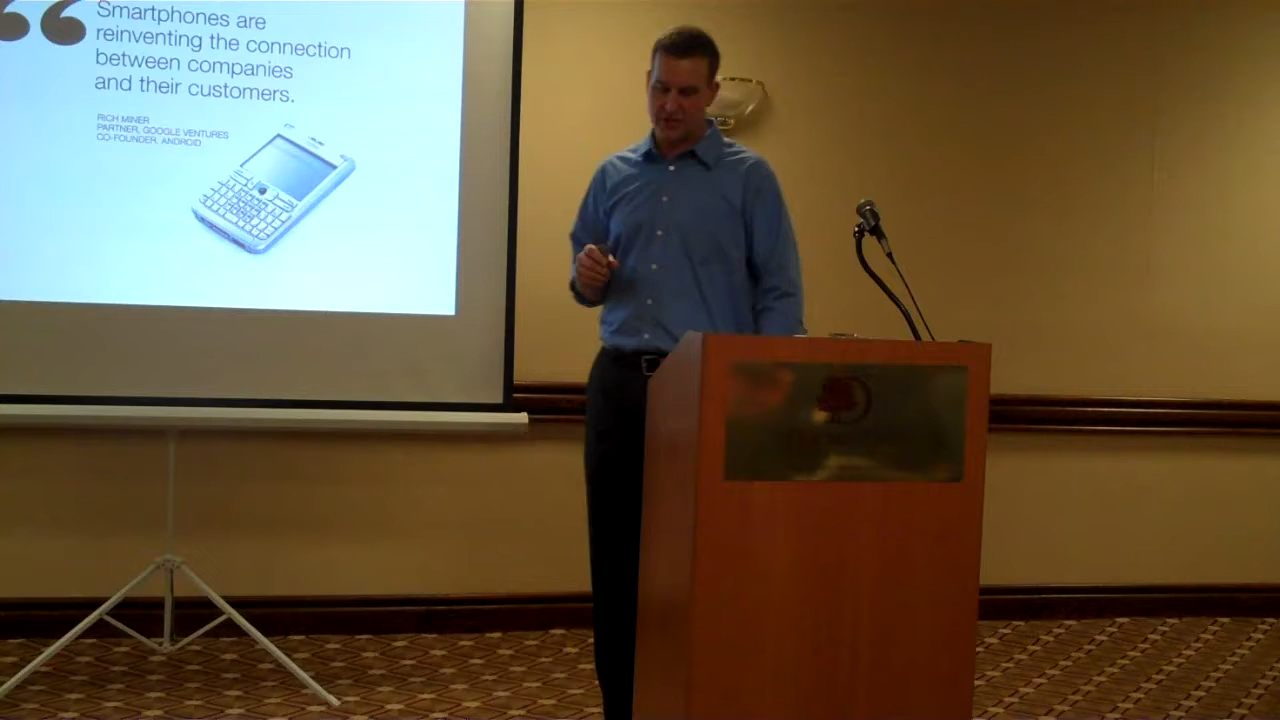 “
Smartphones are
reinventing the connection
between companies
and their customers.
RICH MINER
PARTNER, GOOGLE VENTURES
CO-FOUNDER, ANDROID